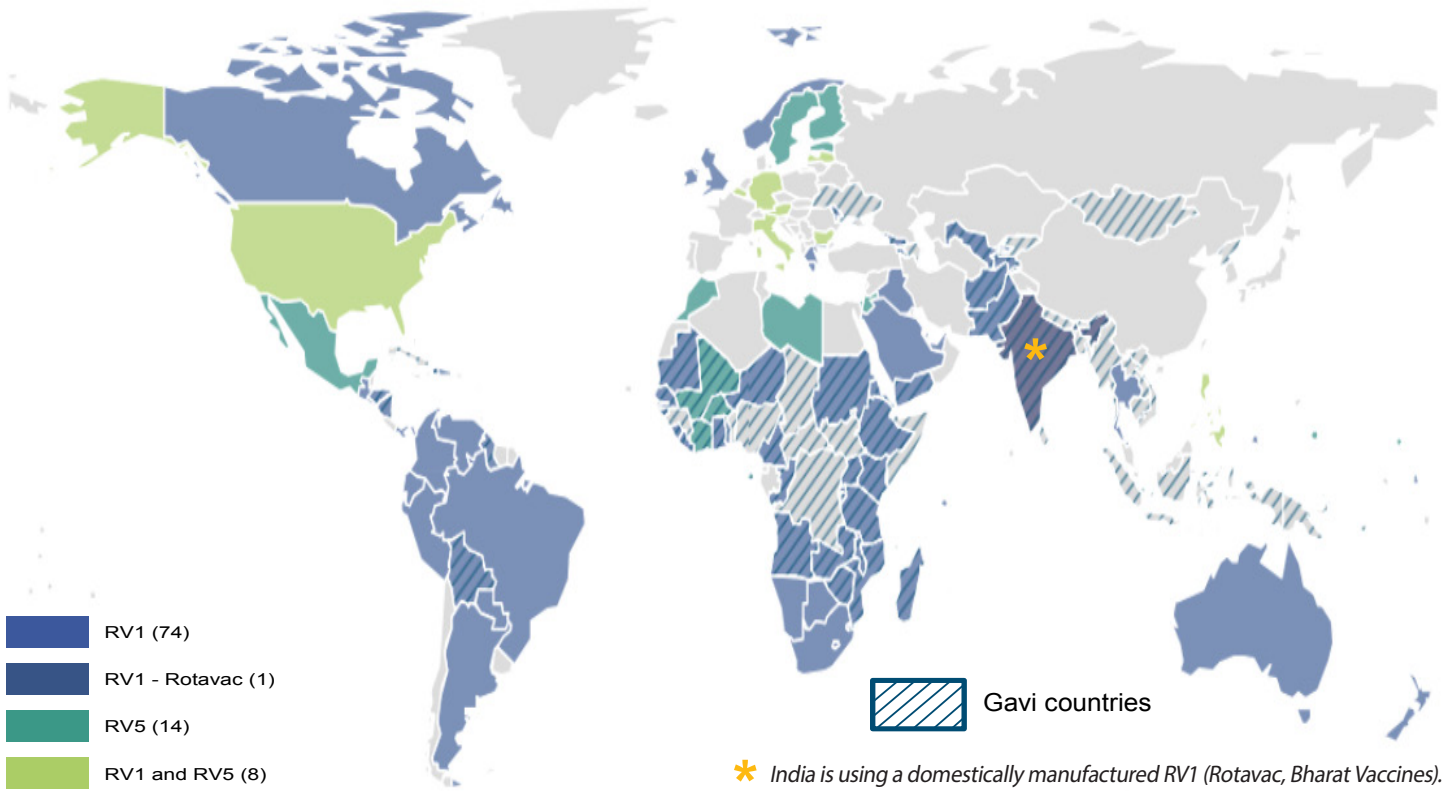 RV1 (74)
RV1 - Rotavac (1)
RV5 (14)
RV1 and RV5 (8)
Gavi countries
* India is using a domestically manufactured RV1 (Rotavac, Bharat Vaccines).